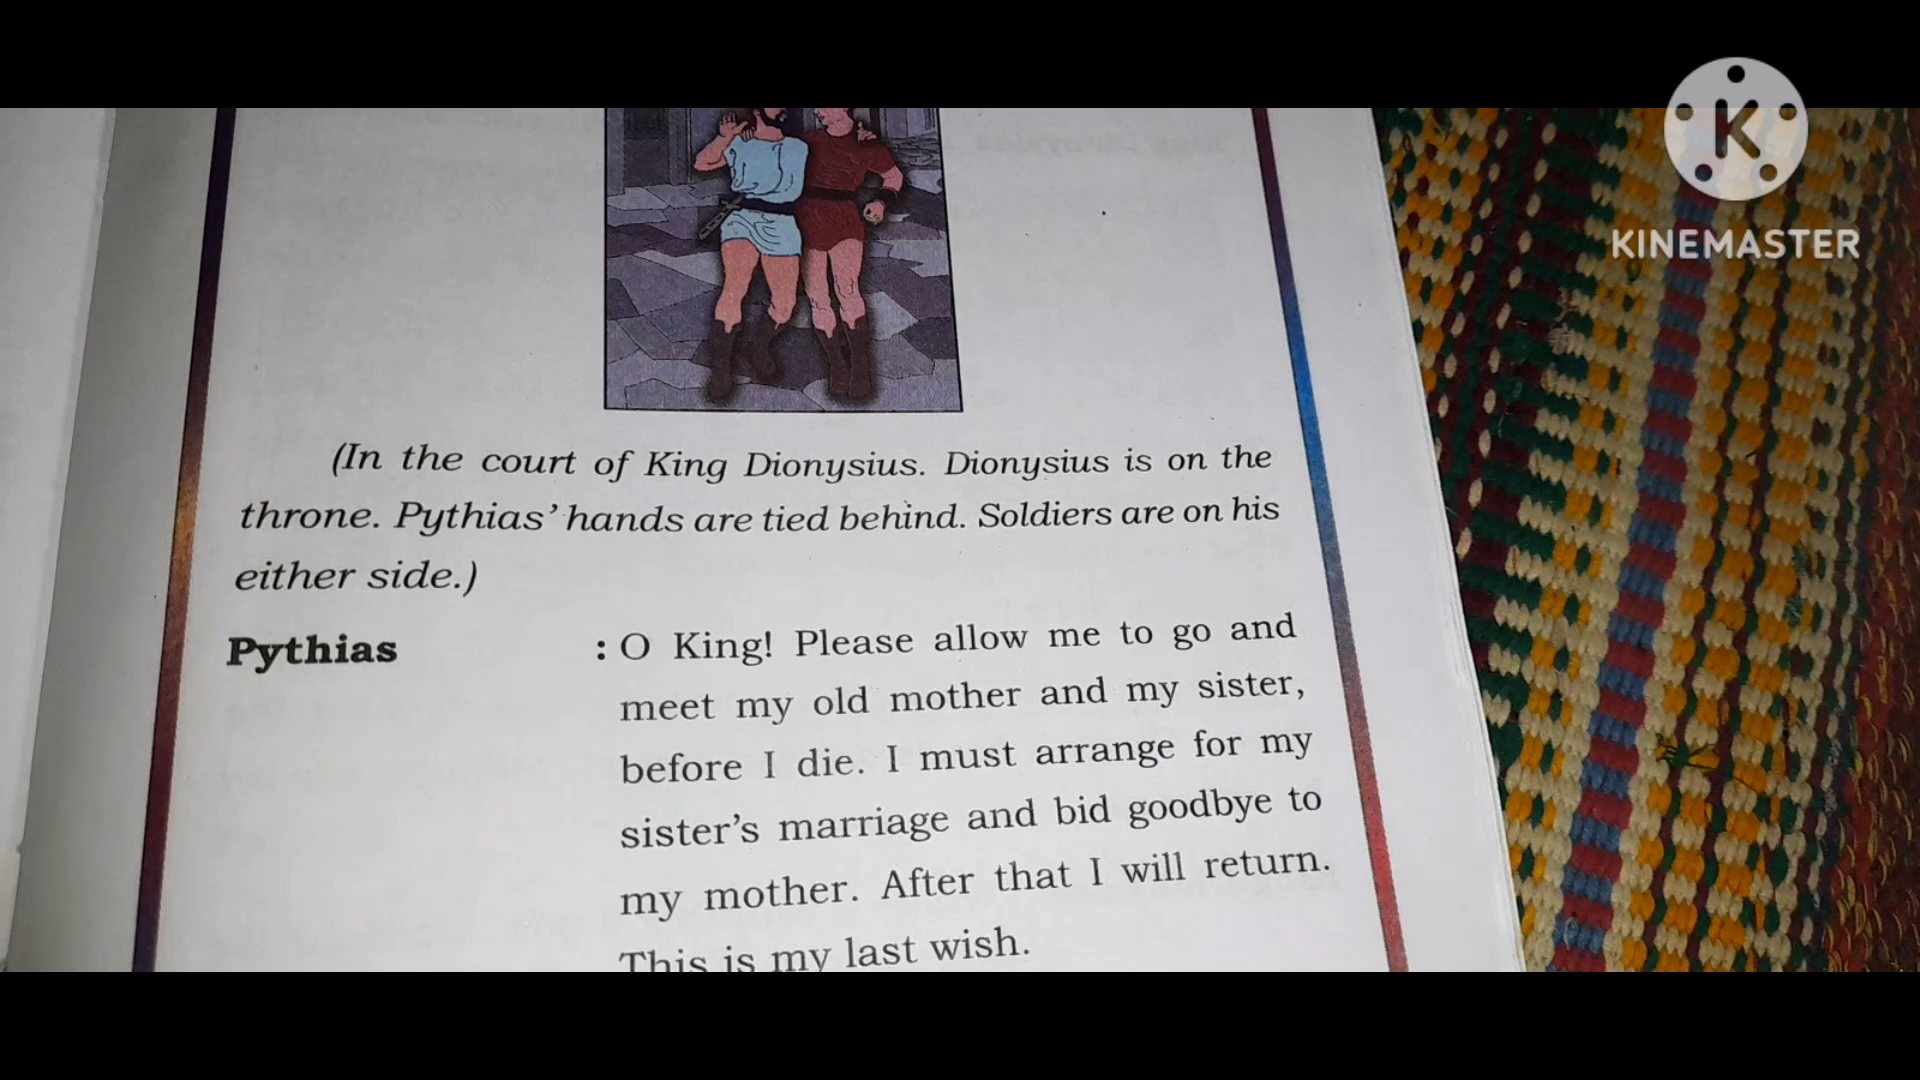 KINEMASTER
(In the court of King Dionysius. Dionysius is on the
throne. Pythias' hands are tied behind. Soldiers are on his
either side.)
Pythias : O King! Please allow me to go and
meet my old mother and my sister,
before I die. I must arrange for my
sister's marriage and bid goodbye to
my mother. After that I will return.
This is my last wish.